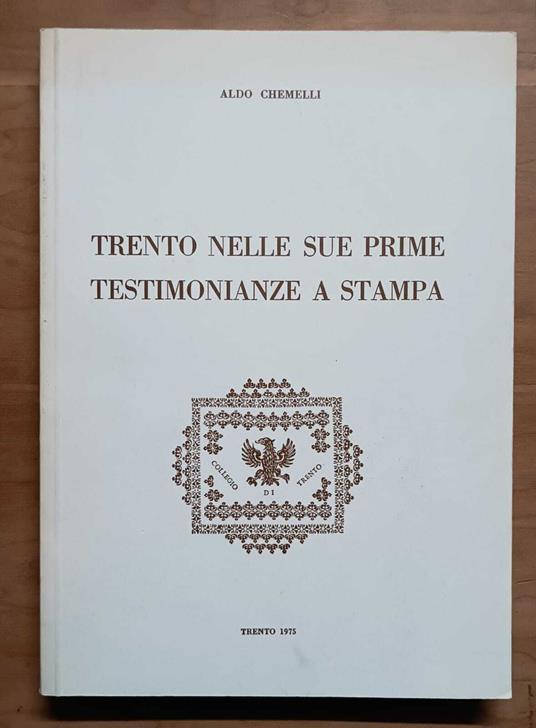 ALDO CHEMELLI
TRENTO NELLE SUE PRIME
TESTIMONIANZE A STAMPA
COLLEGIO DI TRENTO
TRENTO 1975